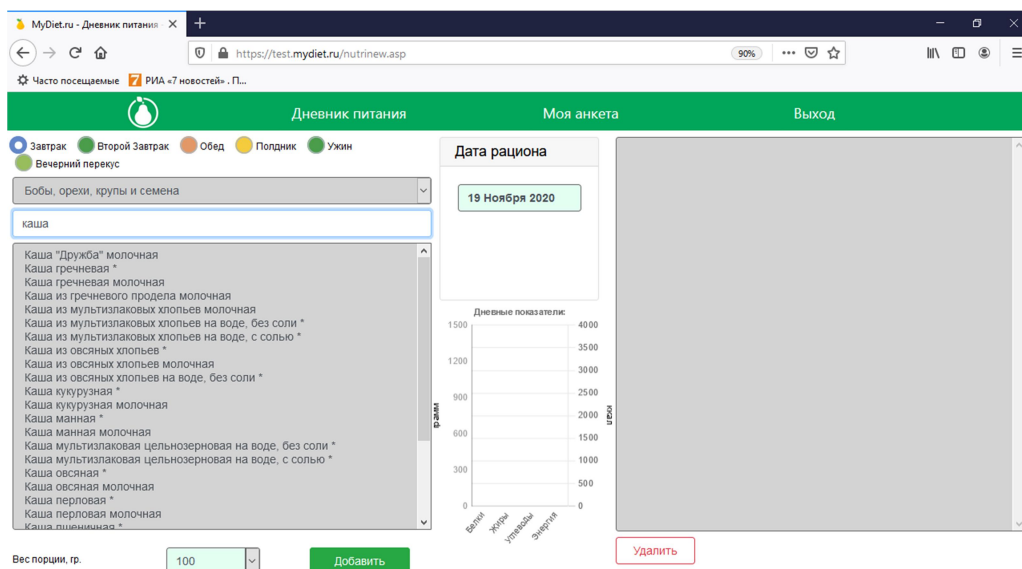 MyDiet.ru - Дневник питания
https://test.mydiet.ru/nutrinew.asp
90%
Часто посещаемые 7 РИА «7 новостей» . П...
Дневник питания Моя анкета Выход
Завтрак Второй Завтрак Обед Полдник Ужин
Вечерний перекус
Бобы, орехи, крупы и семена
каша
Каша "Дружба" молочная
Каша гречневая *
Каша гречневая молочная
Каша из гречневого продела молочная
Каша из мультизлаковых хлопьев молочная
Каша из мультизлаковых хлопьев на воде, без соли *
Каша из мультизлаковых хлопьев на воде, с солью *
Каша из овсяных хлопьев *
Каша из овсяных хлопьев молочная
Каша из овсяных хлопьев на воде, без соли *
Каша кукурузная *
Каша кукурузная молочная
Каша манная *
Каша манная молочная
Каша мультизлаковая цельнозерновая на воде, без соли *
Каша мультизлаковая цельнозерновая на воде, с солью *
Каша овсяная *
Каша овсяная молочная
Каша перловая *
Каша перловая молочная
Каша пшеничная *
Вес порции, гр.
100
Добавить
Дата рациона
19 Ноября 2020
Дневные показатели:
1500
1200
900
600
300
0
грамм
4000
3500
3000
2500
2000
1500
1000
500
0
ккал
Белки
Жиры
Углеводы
Энергия
Удалить